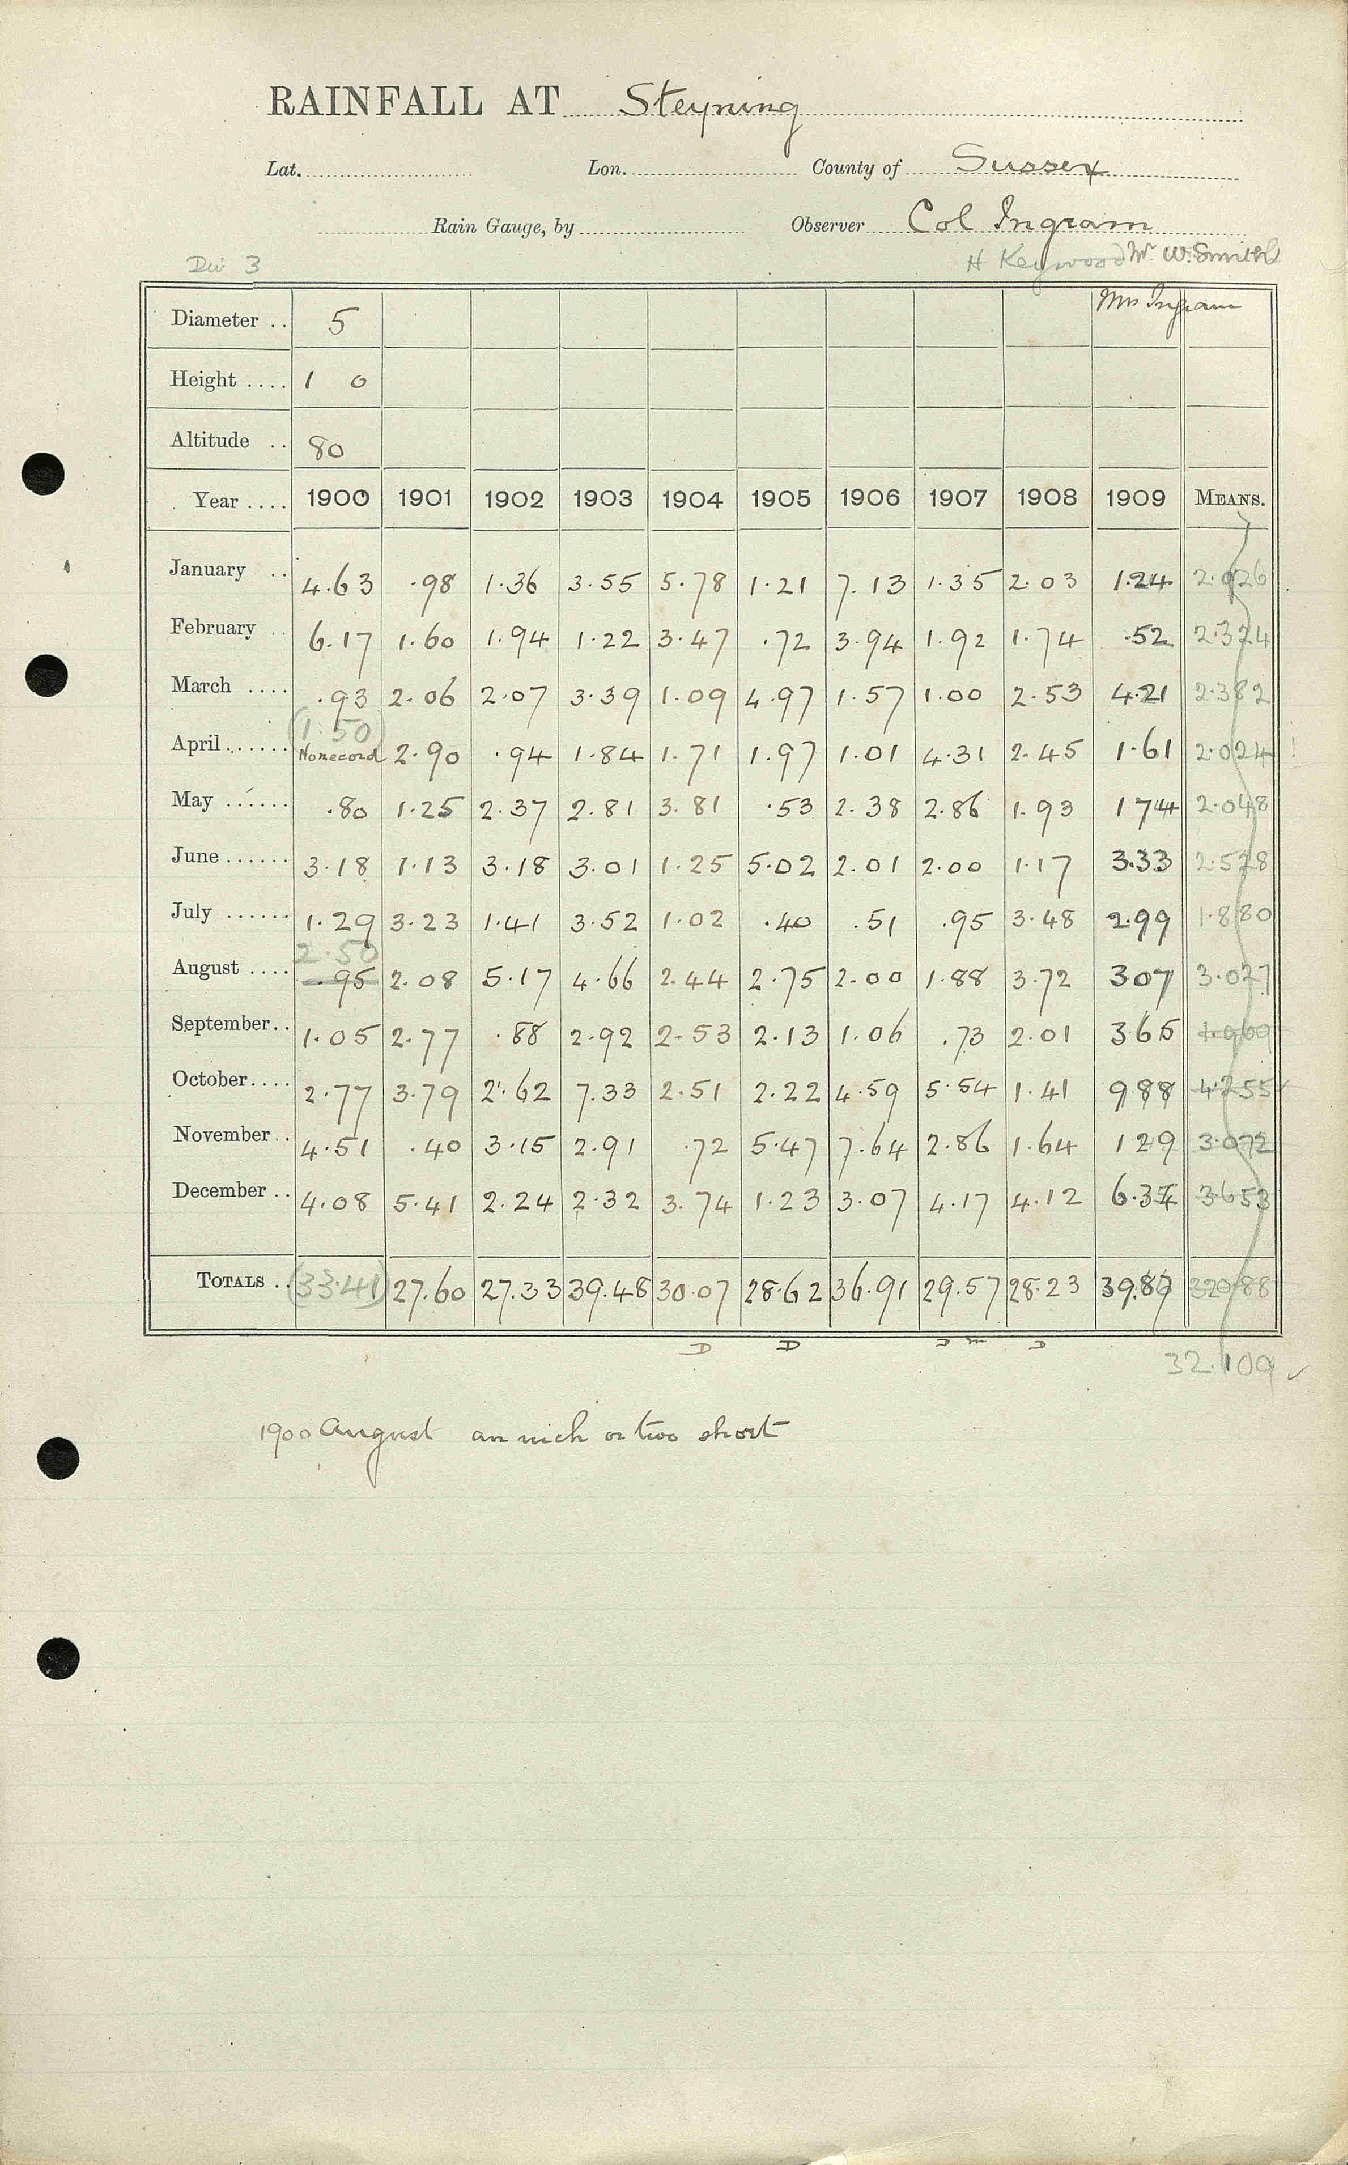 RAINFALL AT Steyning
Lat. Lon. County of Sussex
Rain Gauge, by Observer Col Ingram
Div 3 H Keywood Mr W. Smith
Diameter .. 5 Mrs Ingram
Height .... 1 0
Altitude .. 80
Year .... 1900 1901 1902 1903 1904 1905 1906 1907 1908 1909 MEANS.
January .. 4.63 .98 1.36 3.55 5.78 1.21 7.13 1.35 2.03 1.24 2.926
February .. 6.17 1.60 1.94 1.22 3.47 .72 3.94 1.92 1.74 .52 2.324
March .... .93 2.06 2.07 3.39 1.09 4.97 1.57 1.00 2.53 4.21 2.382
(1.50)
April ...... No record 2.90 .94 1.84 1.71 1.97 1.01 4.31 2.45 1.61 2.024
May ...... .80 1.25 2.37 2.81 3.81 .53 2.38 2.86 1.93 1 74 2.048
June ...... 3.18 1.13 3.18 3.01 1.25 5.02 2.01 2.00 1.17 3.33 2.528
July ...... 1.29 3.23 1.41 3.52 1.02 .40 .51 .95 3.48 2.99 1.880
2.50
August .... .95 2.08 5.17 4.66 2.44 2.75 2.00 1.88 3.72 307 3.027
September.. 1.05 2.77 .88 2.92 2.53 2.13 1.06 .73 2.01 365
October.... 2.77 3.79 2.62 7.33 2.51 2.22 4.59 5.54 1.41 988 4.255
November .. 4.51 .40 3.15 2.91 .72 5.47 7.64 2.86 1.64 129 3.072
December .. 4.08 5.41 2.24 2.32 3.74 1.23 3.07 4.17 4.12 6.34 3.653
TOTALS .. (33.41) 27.60 27.33 39.48 30.07 28.62 36.91 29.57 28.23 39.87
D D D m D
32.109 ✓
1900 August an inch or two short